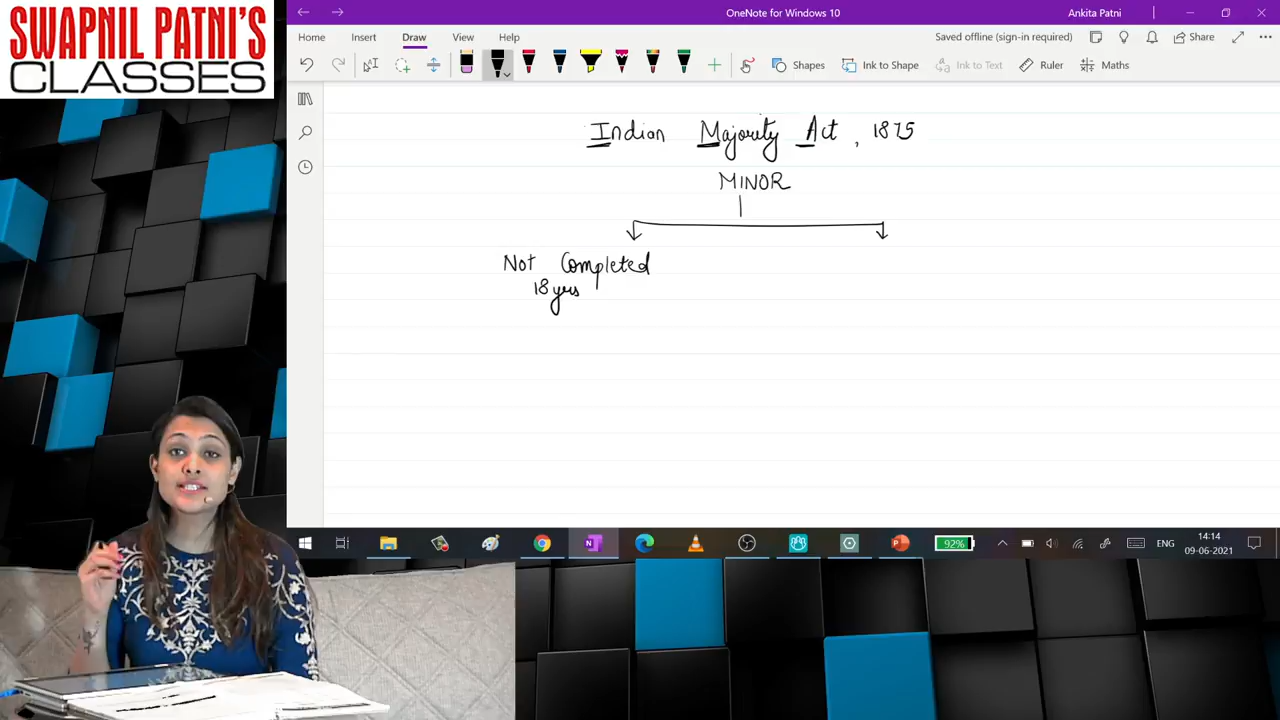 SWAPNIL PATNI'S
CLASSES
OneNote for Windows 10
Ankita Patni
Home Insert Draw View Help
Saved offline (sign-in required)
Share
Shapes
Ink to Shape
Ink to Text
Ruler
Maths
Indian Majority Act, 1875
MINOR
Not Completed
18 yrs
92%
ENG
14:14
09-06-2021